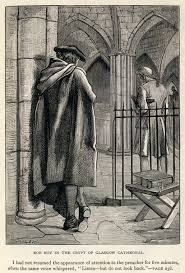 ROB ROY IN THE CRYPT OF GLASGOW CATHEDRAL.
I had not resumed the appearance of attention to the preacher for five minutes,
when the same voice whispered, "Listen—but do not look back."—PAGE